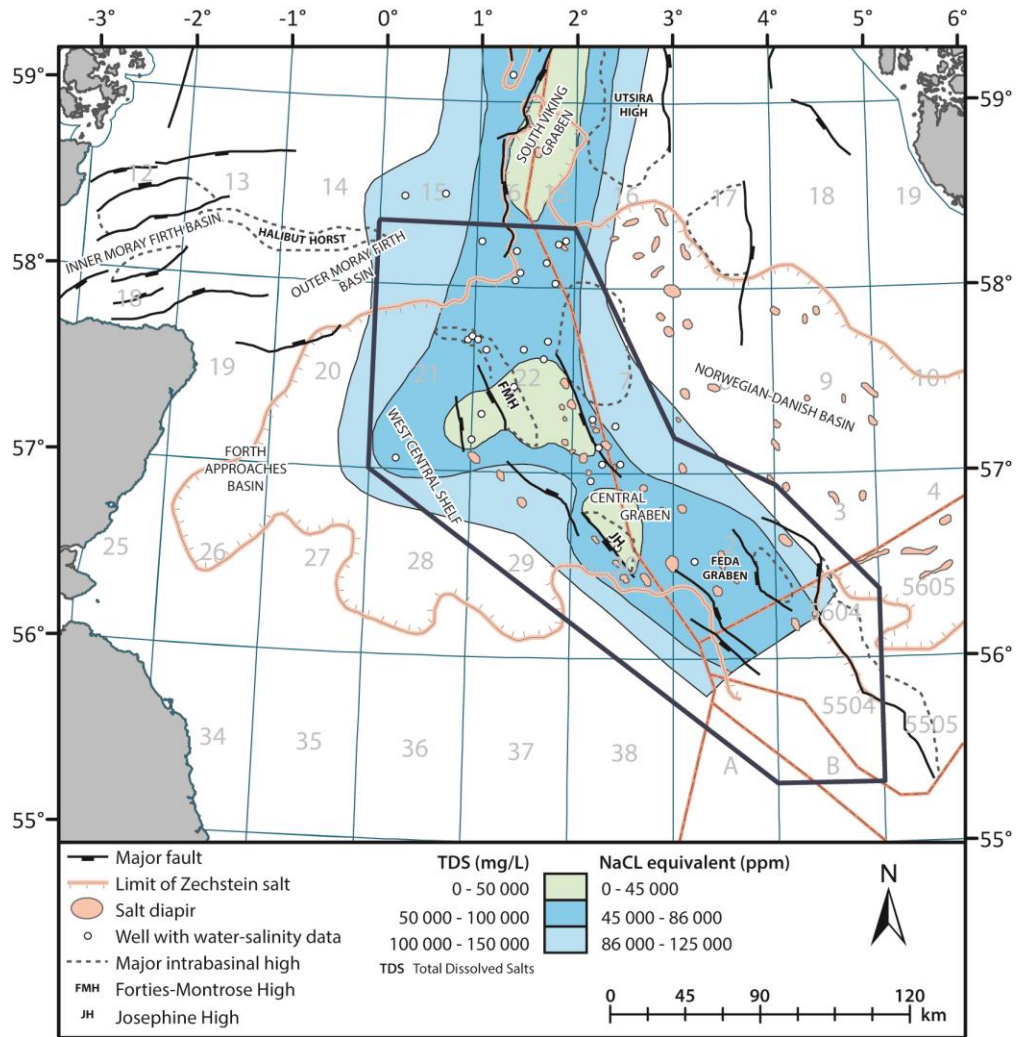 -3° -2° -1° 0° 1° 2° 3° 4° 5° 6°
59° 59°
UTSIRA
HIGH
SOUTH VIKING
GRABEN
12 13 14 15 6 15 16 17 18 19
HALIBUT HORST
INNER MORAY FIRTH BASIN
OUTER MORAY FIRTH
BASIN
58° 58°
18
19 20 21 22 7 9 10
FMH
NORWEGIAN-DANISH BASIN
WEST CENTRAL SHELF
57° 57°
FORTH
APPROACHES
BASIN
CENTRAL
GRABEN
3 4
25 26 27 28 29
JH
FEDA
GRABEN
5605
5604
56° 56°
5504 5505
34 35 36 37 38 A B
55° 55°
Major fault
Limit of Zechstein salt
Salt diapir
Well with water-salinity data
Major intrabasinal high
FMH Forties-Montrose High
JH Josephine High
TDS (mg/L) NaCL equivalent (ppm)
0 - 50 000 0 - 45 000
50 000 - 100 000 45 000 - 86 000
100 000 - 150 000 86 000 - 125 000
TDS Total Dissolved Salts
N
0 45 90 120
km